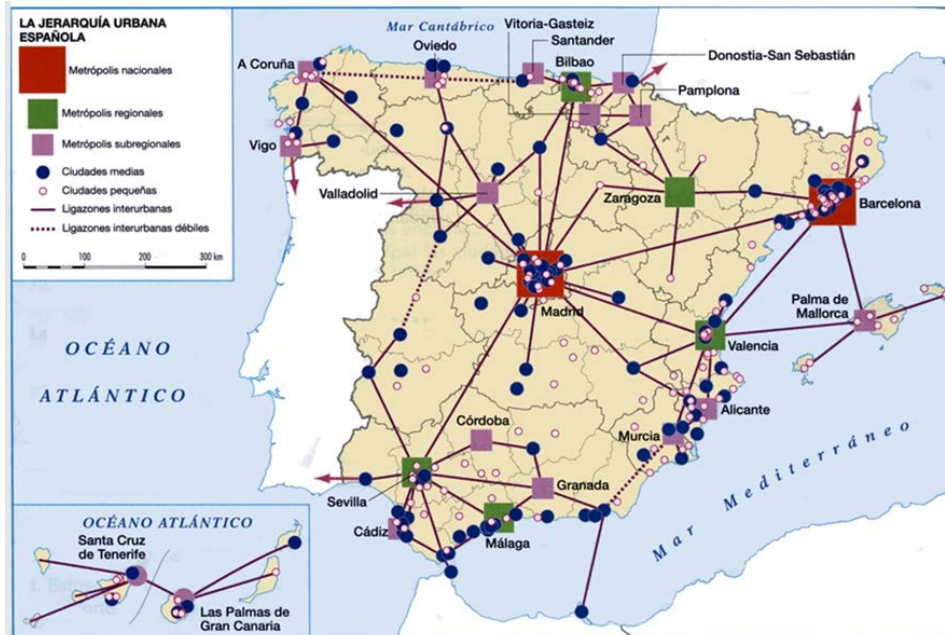 LA JERARQUÍA URBANA
ESPAÑOLA
Metrópolis nacionales
Metrópolis regionales
Metrópolis subregionales
Ciudades medias
Ciudades pequeñas
Ligazones interurbanas
Ligazones interurbanas débiles
0 100 200 300 km
Mar Cantábrico
Vitoria-Gasteiz
Oviedo
Santander
A Coruña
Bilbao
Donostia-San Sebastián
Pamplona
Vigo
Valladolid
Zaragoza
Barcelona
Madrid
Palma de
Mallorca
Valencia
OCÉANO
ATLÁNTICO
Alicante
Córdoba
Murcia
Granada
Sevilla
Cádiz
Málaga
Mar Mediterráneo
OCÉANO ATLÁNTICO
Santa Cruz
de Tenerife
Las Palmas de
Gran Canaria